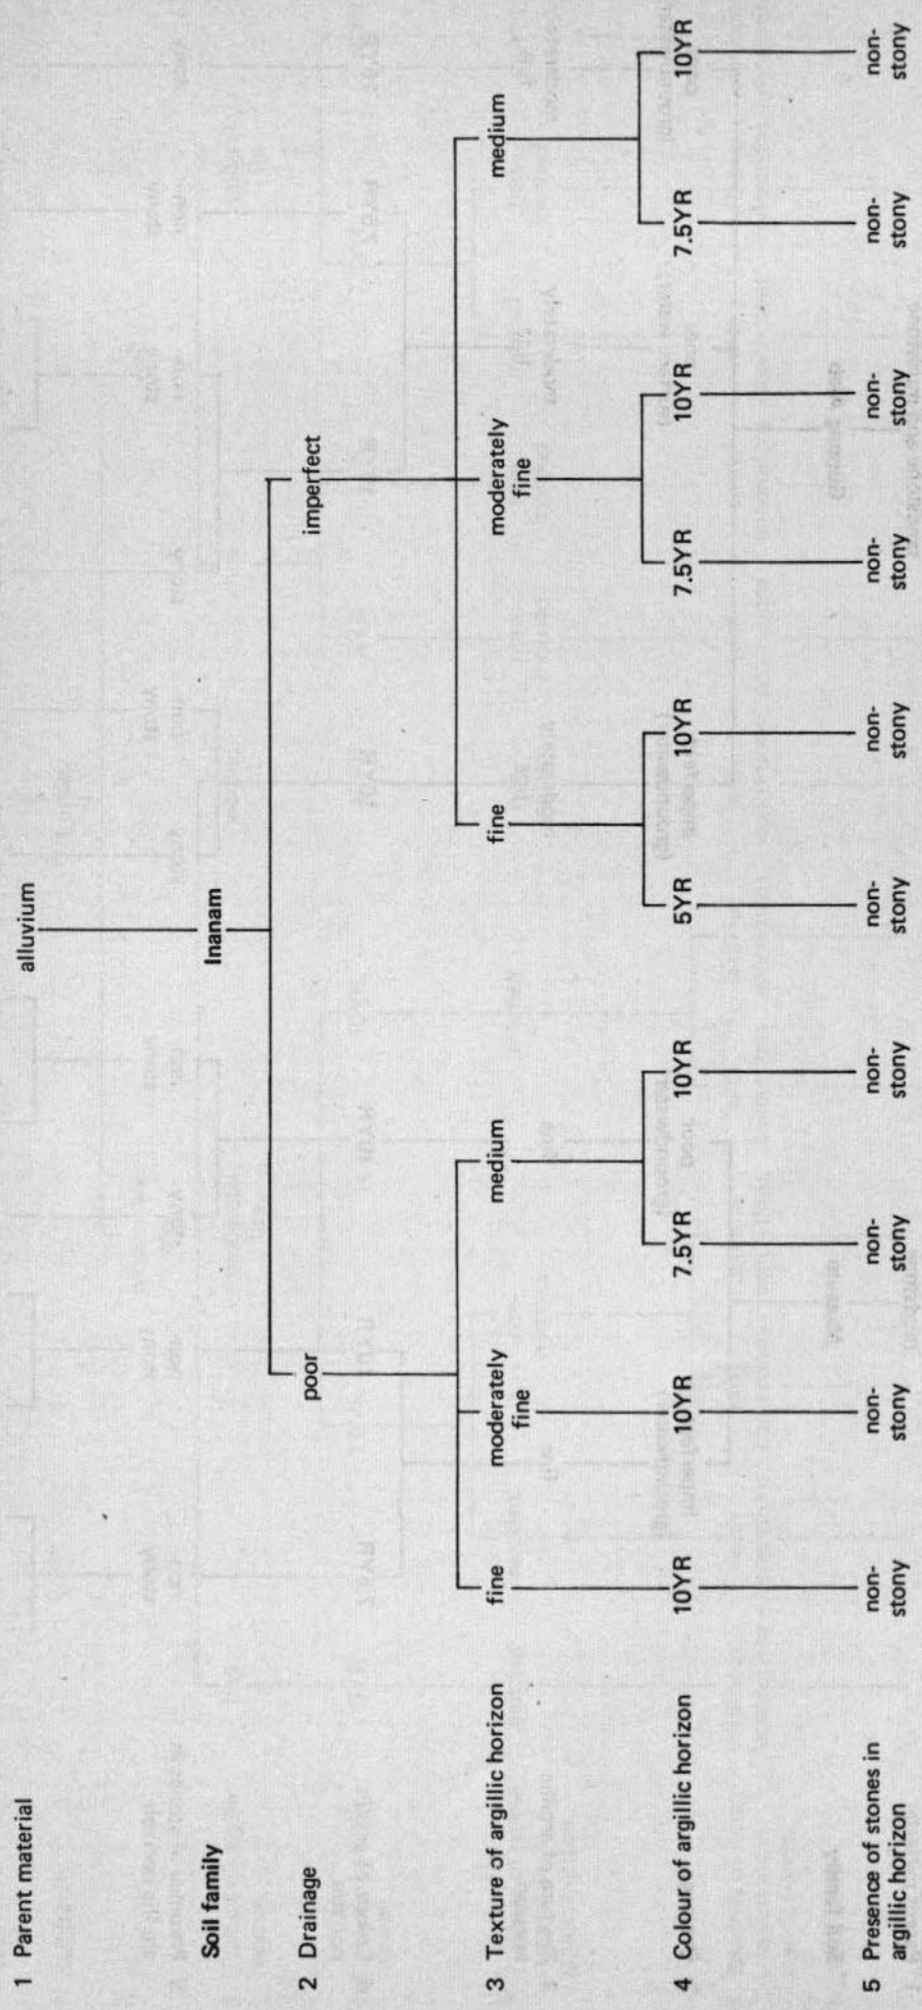 1 Parent material
alluvium
Soil family
Inanam
2 Drainage
poor
imperfect
3 Texture of argillic horizon
fine
moderately
fine
medium
fine
moderately
fine
medium
4 Colour of argillic horizon
10YR
10YR
7.5YR
10YR
5YR
10YR
7.5YR
10YR
7.5YR
10YR
5 Presence of stones in
argillic horizon
non-
stony
non-
stony
non-
stony
non-
stony
non-
stony
non-
stony
non-
stony
non-
stony
non-
stony
non-
stony